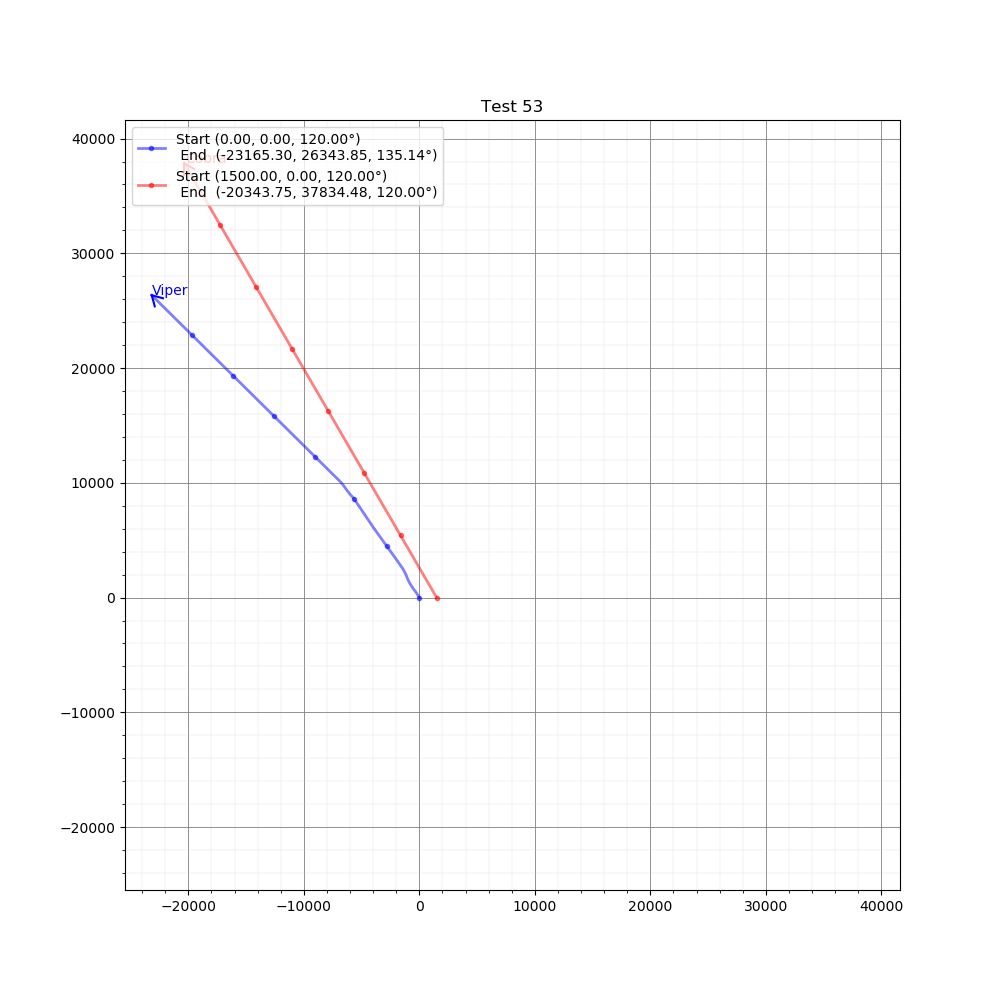 Test 53
Start (0.00, 0.00, 120.00°)
End (-23165.30, 26343.85, 135.14°)
Start (1500.00, 0.00, 120.00°)
End (-20343.75, 37834.48, 120.00°)
Viper
40000
30000
20000
10000
0
−10000
−20000
−20000 −10000 0 10000 20000 30000 40000